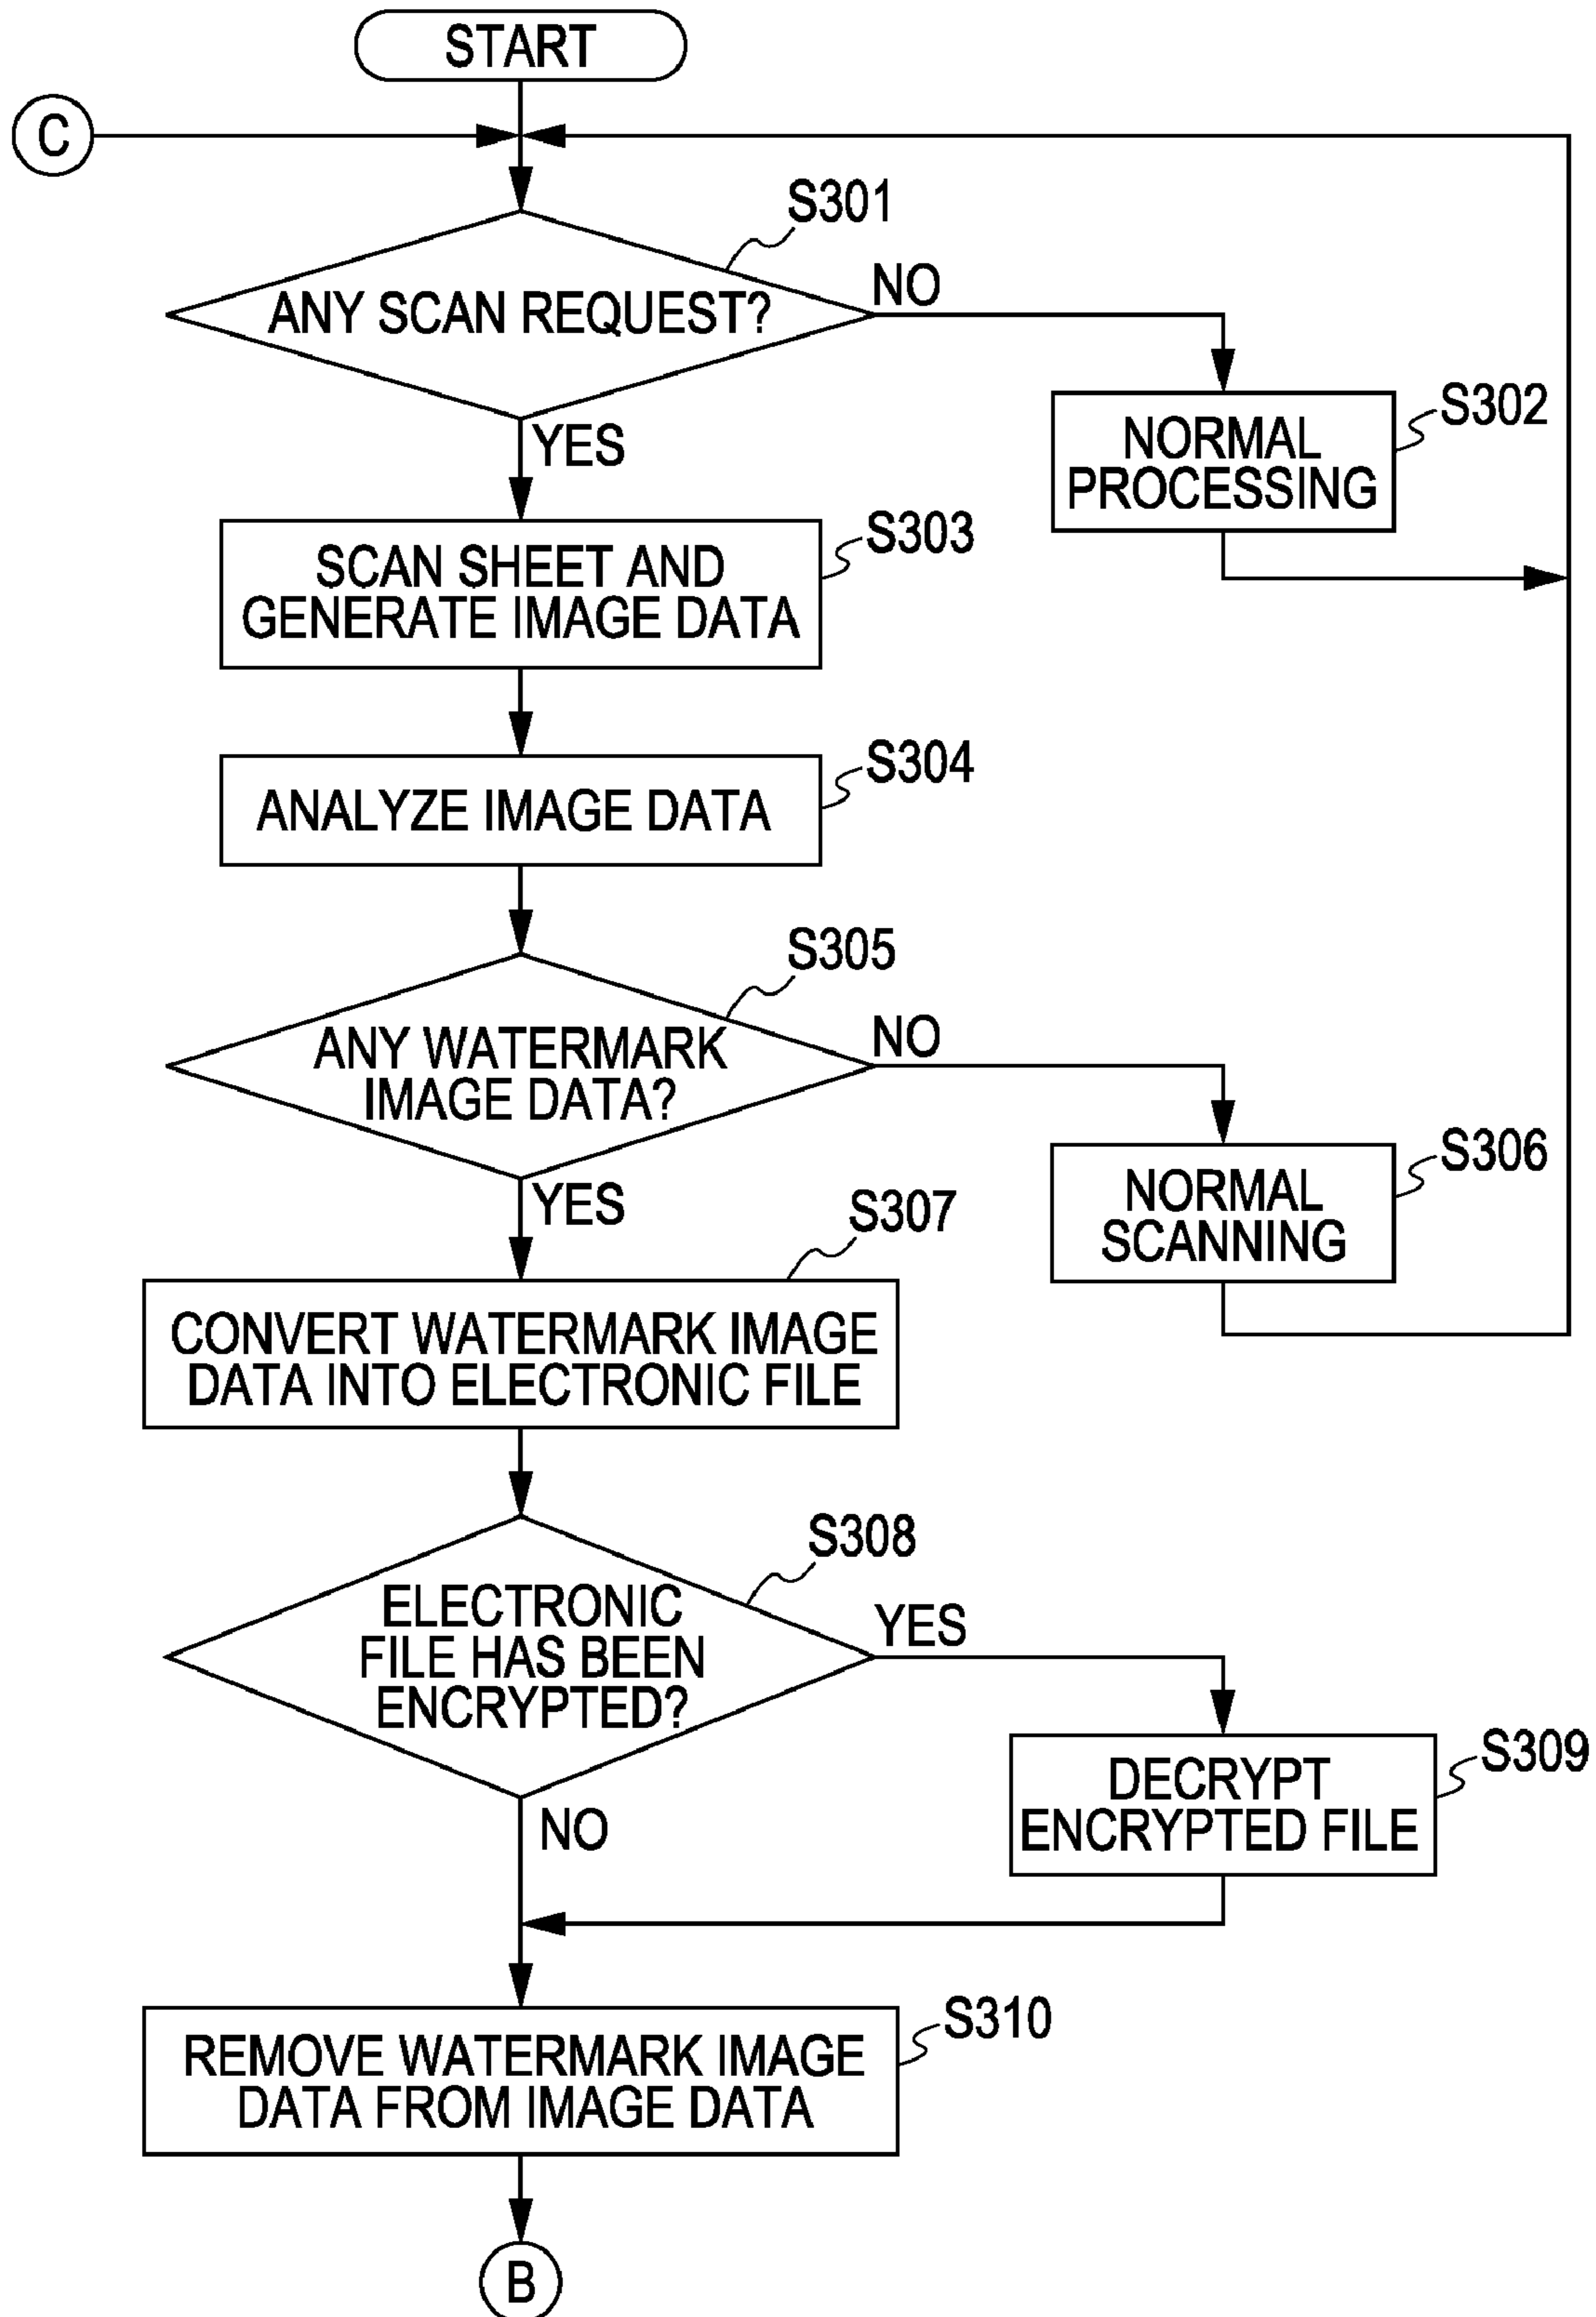 START
C
S301
ANY SCAN REQUEST?
NO
YES
S302
NORMAL
PROCESSING
S303
SCAN SHEET AND
GENERATE IMAGE DATA
S304
ANALYZE IMAGE DATA
S305
ANY WATERMARK
IMAGE DATA?
NO
YES
S306
NORMAL
SCANNING
S307
CONVERT WATERMARK IMAGE
DATA INTO ELECTRONIC FILE
S308
ELECTRONIC
FILE HAS BEEN
ENCRYPTED?
YES
NO
S309
DECRYPT
ENCRYPTED FILE
S310
REMOVE WATERMARK IMAGE
DATA FROM IMAGE DATA
B